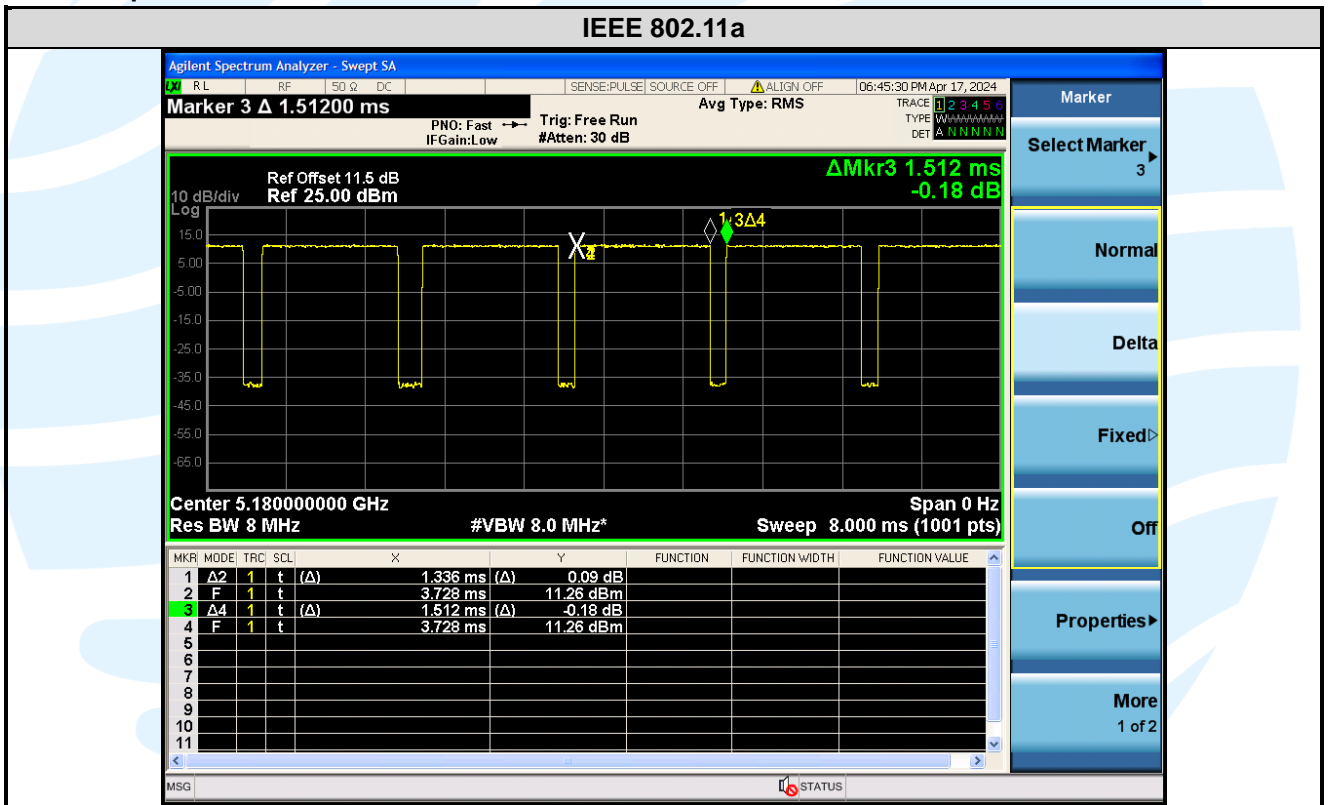 IEEE 802.11a
Agilent Spectrum Analyzer - Swept SA
LXI RL RF 50 Ω DC SENSE:PULSE SOURCE OFF ALIGN OFF 06:45:30 PM Apr 17, 2024
Marker 3 Δ 1.51200 ms
PNO: Fast
IFGain:Low
Trig: Free Run
#Atten: 30 dB
Avg Type: RMS
TRACE 1 2 3 4 5 6
TYPE W
DET A N N N N N
ΔMkr3 1.512 ms
-0.18 dB
Ref Offset 11.5 dB
10 dB/div Ref 25.00 dBm
Log
15.0
5.00
-5.00
-15.0
-25.0
-35.0
-45.0
-55.0
-65.0
3Δ4
Center 5.180000000 GHz Span 0 Hz
Res BW 8 MHz #VBW 8.0 MHz* Sweep 8.000 ms (1001 pts)
MKR MODE TRC SCL X Y FUNCTION FUNCTION WIDTH FUNCTION VALUE
1 Δ2 1 t (Δ) 1.336 ms (Δ) 0.09 dB
2 F 1 t 3.728 ms 11.26 dBm
3 Δ4 1 t (Δ) 1.512 ms (Δ) -0.18 dB
4 F 1 t 3.728 ms 11.26 dBm
5
6
7
8
9
10
11
MSG STATUS
Marker
Select Marker
3
Normal
Delta
Fixed
Off
Properties
More
1 of 2